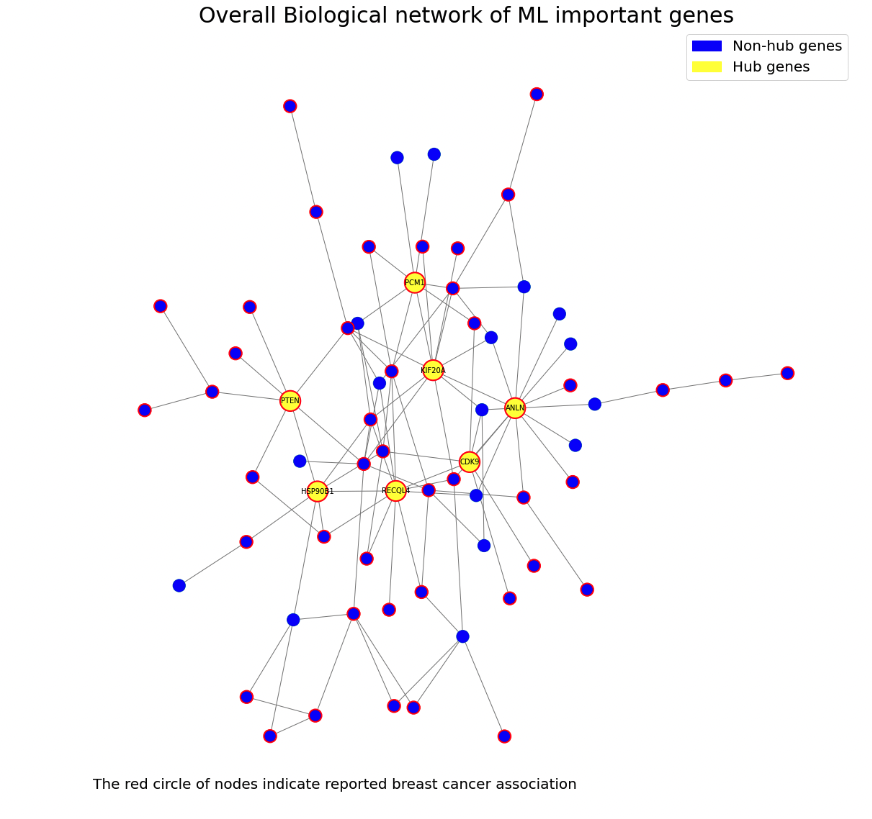 Overall Biological network of ML important genes
Non-hub genes
Hub genes
PCM1
KIF20A
PTEN
ANLN
CDK9
HSP90B1
RECQL4
The red circle of nodes indicate reported breast cancer association